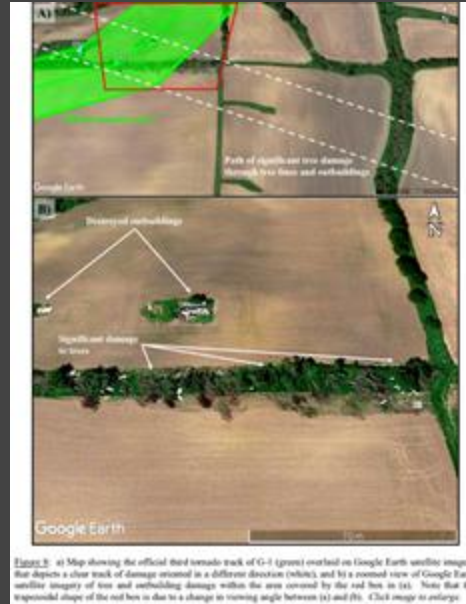 A)
N
Path of significant tree damage
through tree lines and outbuildings
Google Earth
B)
N
Destroyed outbuildings
Significant damage
to trees
Google Earth
Figure 9: a) Map showing the official third tornado track of G-1 (green) overlaid on Google Earth satellite
that depicts a clear track of damage oriented in a different direction (white), and b) a zoomed view of Google
satellite imagery of tree and outbuilding damage within the area covered by the red box in (a). Note that
trapezoidal shape of the red box is due to a change in viewing angle between (a) and (b). Click image to enlarge.